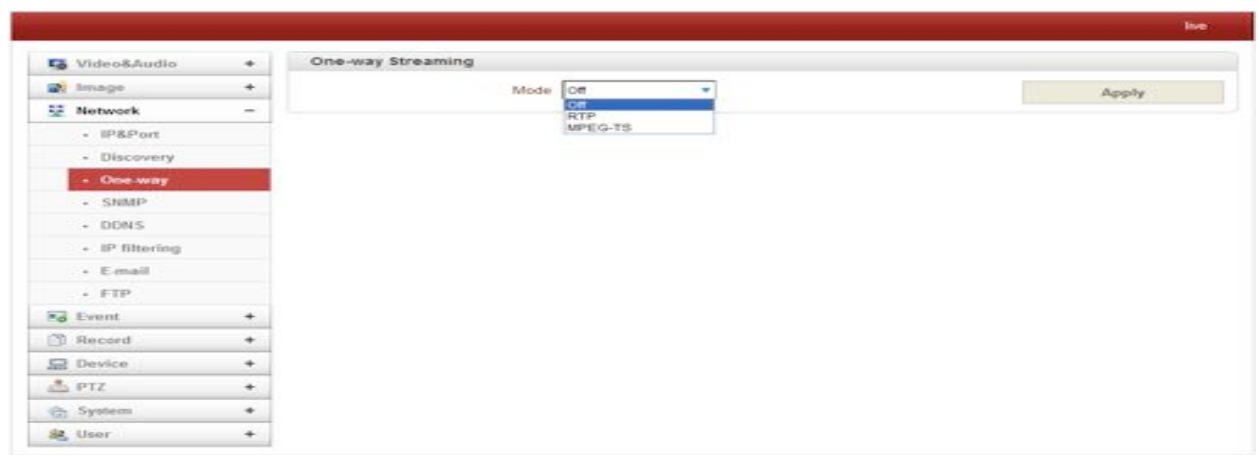 live
Video&Audio +
One-way Streaming
Image +
Mode Off
Apply
Off
RTP
MPEG-TS
Network -
- IP&Port
- Discovery
- One-way
- SNMP
- DDNS
- IP filtering
- E-mail
- FTP
Event +
Record +
Device +
PTZ +
System +
User +